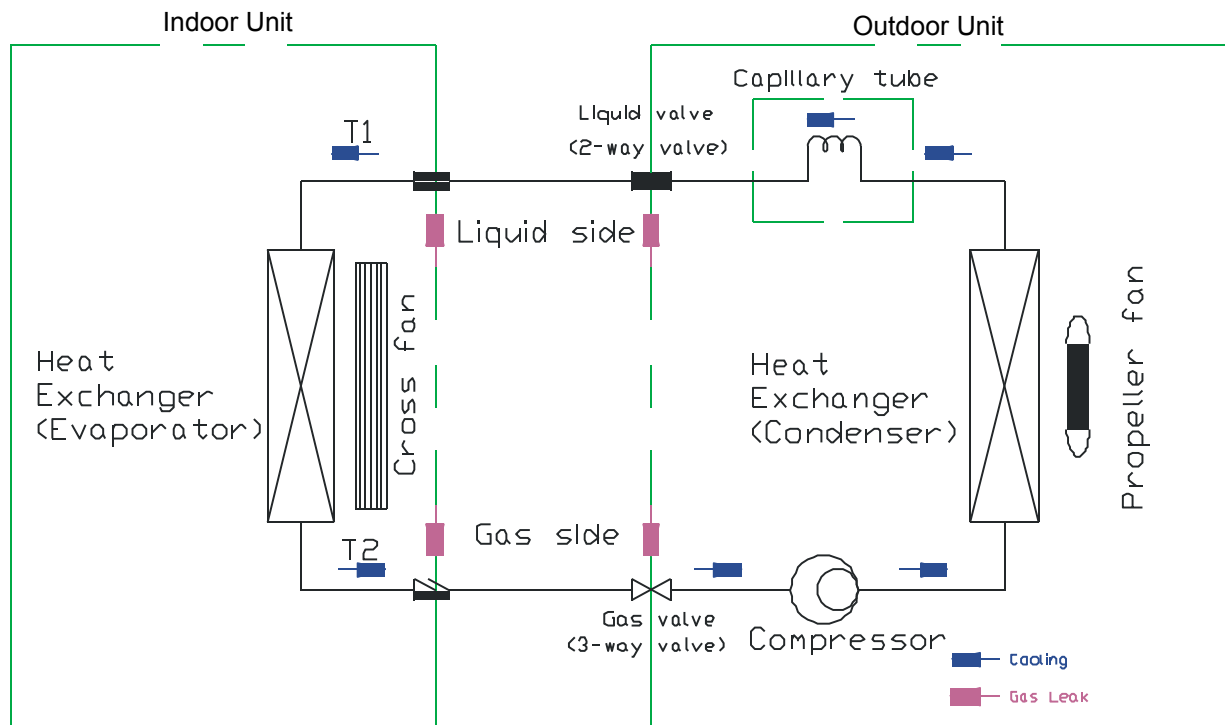 Indoor Unit
Outdoor Unit
Capillary tube
Liquid valve
(2-way valve)
T1
Liquid side
Heat
Exchanger
(Evaporator)
Cross fan
Heat
Exchanger
(Condenser)
Propeller fan
T2
Gas side
Gas valve
(3-way valve)
Compressor
Cooling
Gas Leak